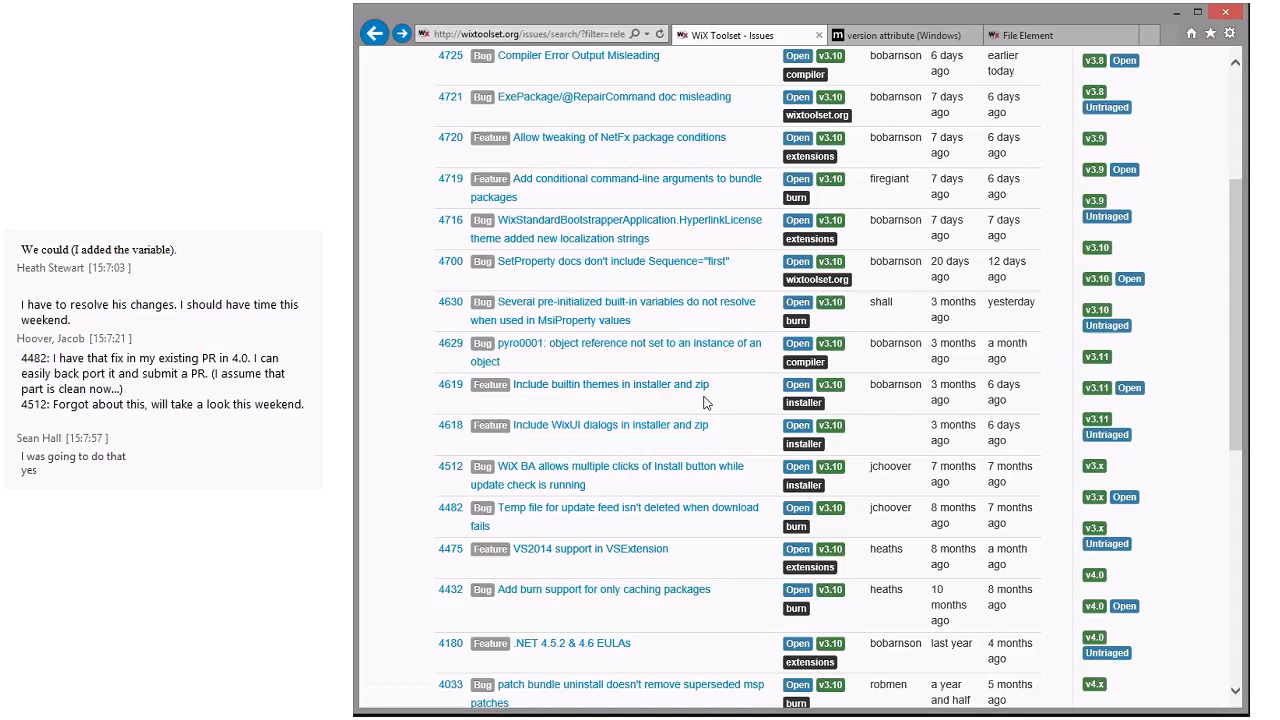 We could (I added the variable).
Heath Stewart [15:7:03 ]
I have to resolve his changes. I should have time this
weekend.
Hoover, Jacob [15:7:21 ]
4482: I have that fix in my existing PR in 4.0. I can
easily back port it and submit a PR. (I assume that
part is clean now...)
4512: Forgot about this, will take a look this weekend.
Sean Hall [15:7:57 ]
I was going to do that
yes
http://wixtoolset.org/issues/search/?filter=rele
WiX Toolset - Issues
version attribute (Windows)
File Element
4725 Bug Compiler Error Output Misleading Open v3.10 bobarnson 6 days earlier
compiler ago today
4721 Bug ExePackage/@RepairCommand doc misleading Open v3.10 bobarnson 7 days 6 days
wixtoolset.org ago ago
4720 Feature Allow tweaking of NetFx package conditions Open v3.10 bobarnson 7 days 6 days
extensions ago ago
4719 Feature Add conditional command-line arguments to bundle Open v3.10 firegiant 7 days 6 days
packages burn ago ago
4716 Bug WixStandardBootstrapperApplication.HyperlinkLicense Open v3.10 bobarnson 7 days 7 days
theme added new localization strings extensions ago ago
4700 Bug SetProperty docs don't include Sequence="first" Open v3.10 bobarnson 20 days 12 days
wixtoolset.org ago ago
4630 Bug Several pre-initialized built-in variables do not resolve Open v3.10 shall 3 months yesterday
when used in MsiProperty values burn ago
4629 Bug pyro0001: object reference not set to an instance of an Open v3.10 bobarnson 3 months a month
object compiler ago ago
4619 Feature Include builtin themes in installer and zip Open v3.10 bobarnson 3 months 6 days
installer ago ago
4618 Feature Include WixUI dialogs in installer and zip Open v3.10 3 months 6 days
installer ago ago
4512 Bug WiX BA allows multiple clicks of Install button while Open v3.10 jchoover 7 months 7 months
update check is running installer ago ago
4482 Bug Temp file for update feed isn't deleted when download Open v3.10 jchoover 8 months 7 months
fails burn ago ago
4475 Feature VS2014 support in VSExtension Open v3.10 heaths 8 months a month
extensions ago ago
4432 Bug Add burn support for only caching packages Open v3.10 heaths 10 8 months
burn months ago
ago
4180 Feature .NET 4.5.2 & 4.6 EULAs Open v3.10 bobarnson last year 4 months
extensions ago
4033 Bug patch bundle uninstall doesn't remove superseded msp Open v3.10 robmen a year 5 months
patches burn and half ago
v3.8 Open
v3.8
Untriaged
v3.9
v3.9 Open
v3.9
Untriaged
v3.10
v3.10 Open
v3.10
Untriaged
v3.11
v3.11 Open
v3.11
Untriaged
v3.x
v3.x Open
v3.x
Untriaged
v4.0
v4.0 Open
v4.0
Untriaged
v4.x